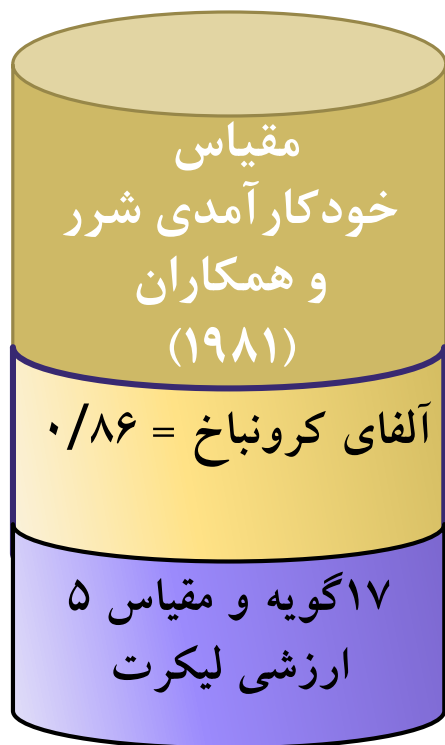 مقیاس
خودکارآمدی شرر
و همکاران
(۱۹۸۱)
آلفای کرونباخ = ۰/۸۶
۱۷گویه و مقیاس ۵
ارزشی لیکرت